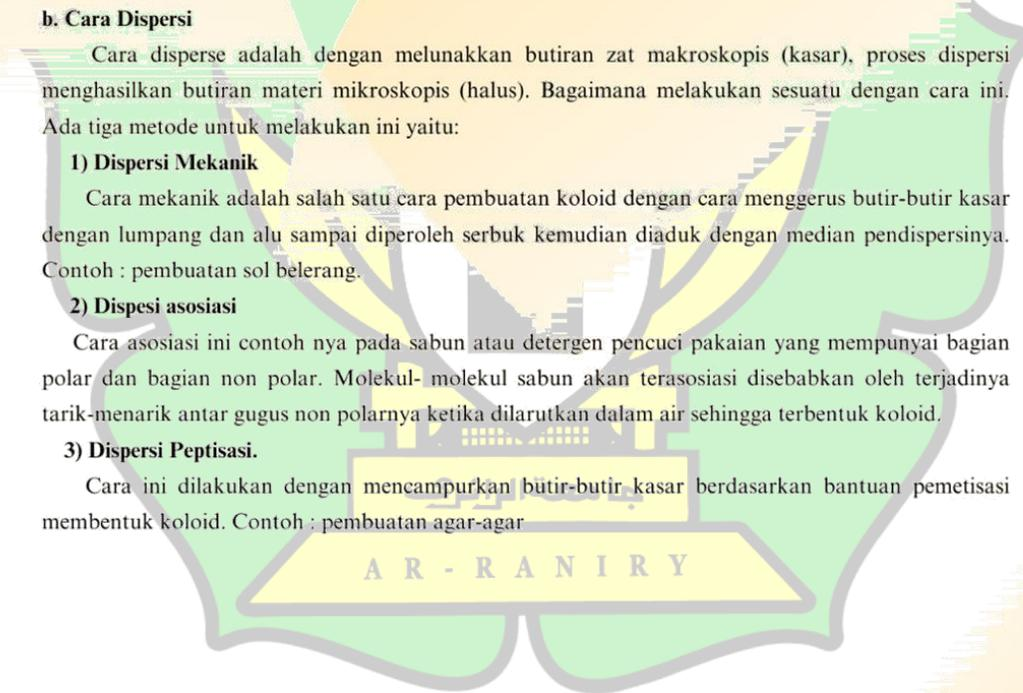 b. Cara Dispersi
Cara disperse adalah dengan melunakkan butiran zat makroskopis (kasar), proses dispersi
menghasilkan butiran materi mikroskopis (halus). Bagaimana melakukan sesuatu dengan cara ini.
Ada tiga metode untuk melakukan ini yaitu:
1) Dispersi Mekanik
Cara mekanik adalah salah satu cara pembuatan koloid dengan cara menggerus butir-butir kasar
dengan lumpang dan alu sampai diperoleh serbuk kemudian diaduk dengan median pendispersinya.
Contoh : pembuatan sol belerang.
2) Dispesi asosiasi
Cara asosiasi ini contoh nya pada sabun atau detergen pencuci pakaian yang mempunyai bagian
polar dan bagian non polar. Molekul- molekul sabun akan terasosiasi disebabkan oleh terjadinya
tarik-menarik antar gugus non polarnya ketika dilarutkan dalam air sehingga terbentuk koloid.
3) Dispersi Peptisasi.
Cara ini dilakukan dengan mencampurkan butir-butir kasar berdasarkan bantuan pemetisasi
جامعة الرانري
membentuk koloid. Contoh : pembuatan agar-agar
AR-RANIRY